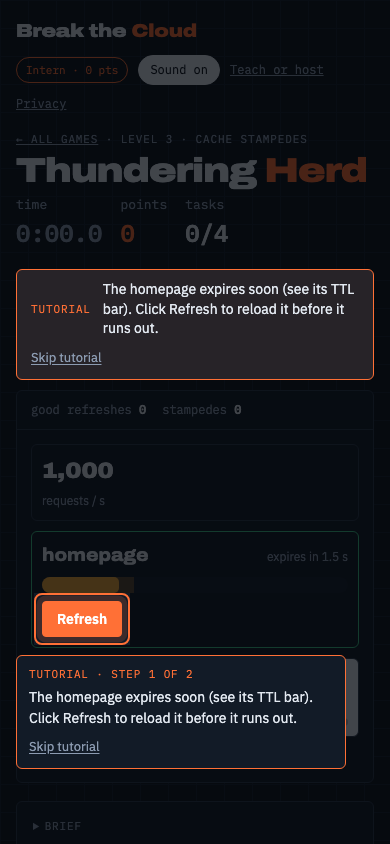 Break the Cloud
Intern · 0 pts
Sound on
Teach or host
Privacy
← ALL GAMES · LEVEL 3 · CACHE STAMPEDES
Thundering Herd
time points tasks
0:00.0 0 0/4
TUTORIAL
The homepage expires soon (see its TTL
bar). Click Refresh to reload it before it
runs out.
Skip tutorial
good refreshes 0 stampedes 0
1,000
requests / s
homepage
expires in 1.5 s
Refresh
TUTORIAL · STEP 1 OF 2
The homepage expires soon (see its TTL bar).
Click Refresh to reload it before it runs out.
Skip tutorial
▶ BRIEF